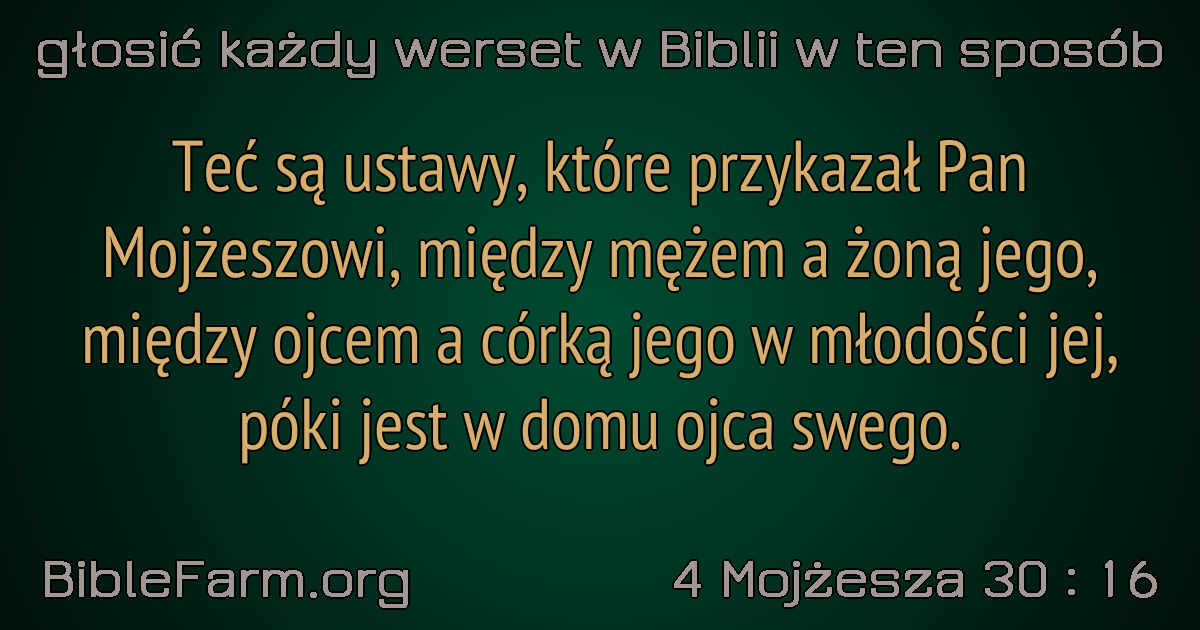 głosić każdy werset w Biblii w ten sposób
Teć są ustawy, które przykazał Pan
Mojżeszowi, między mężem a żoną jego,
między ojcem a córką jego w młodości jej,
póki jest w domu ojca swego.
BibleFarm.org
4 Mojżesza 30 : 16